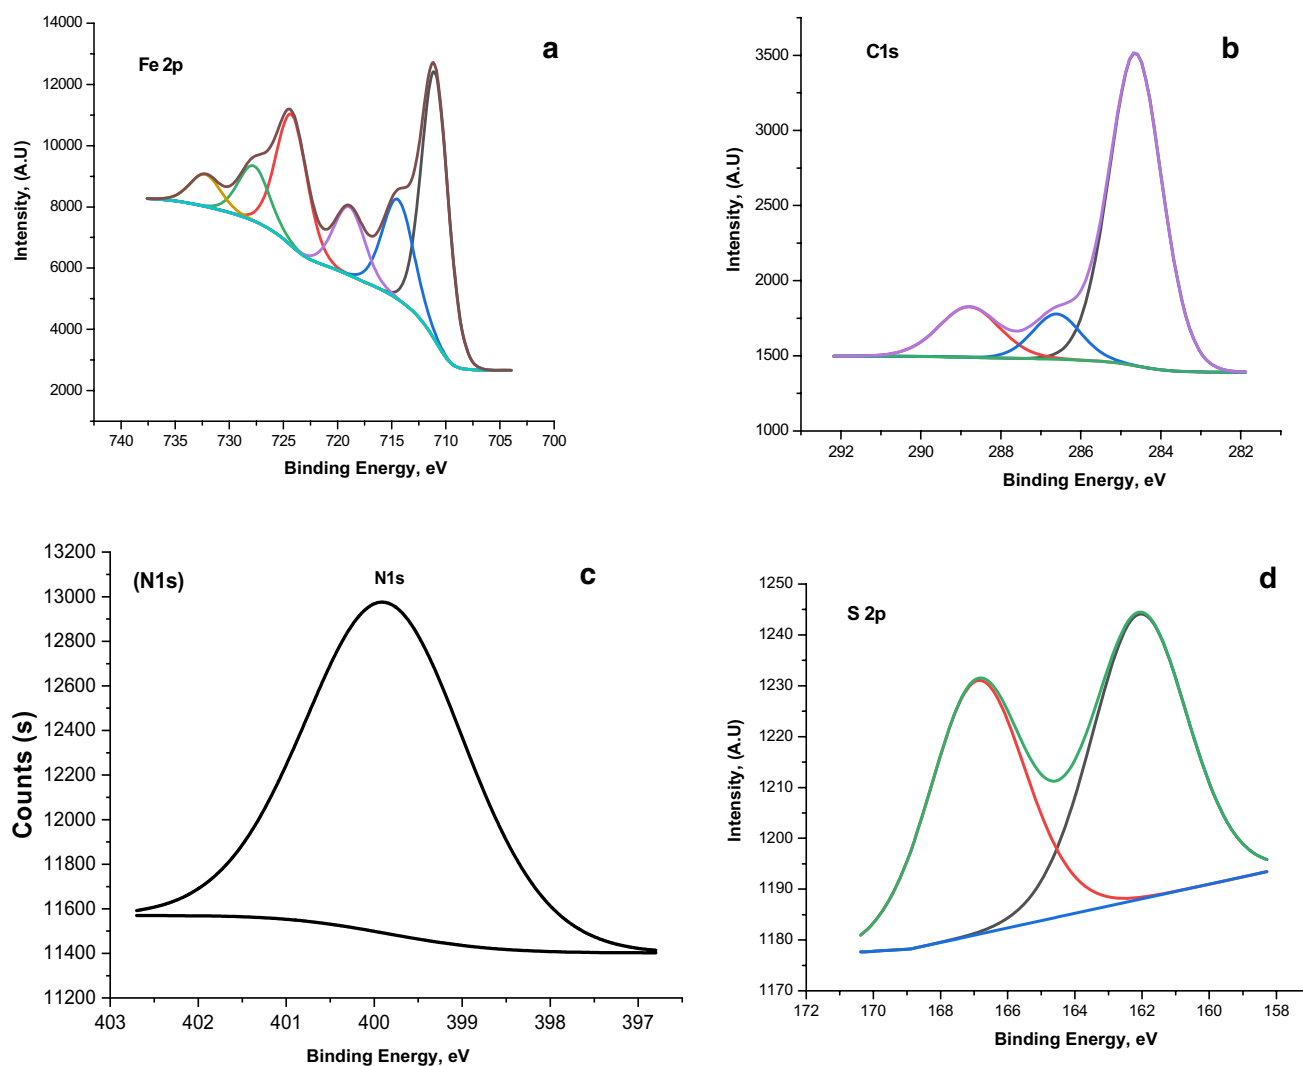 a
Fe 2p
14000
12000
10000
8000
6000
4000
2000
Intensity, (A.U)
740 735 730 725 720 715 710 705 700
Binding Energy, eV
b
C1s
3500
3000
2500
2000
1500
1000
Intensity, (A.U)
292 290 288 286 284 282
Binding Energy, eV
c
(N1s)
N1s
13200
13000
12800
12600
12400
12200
12000
11800
11600
11400
11200
Counts (s)
403 402 401 400 399 398 397
Binding Energy, eV
d
S 2p
1250
1240
1230
1220
1210
1200
1190
1180
1170
Intensity, (A.U)
172 170 168 166 164 162 160 158
Binding Energy, eV